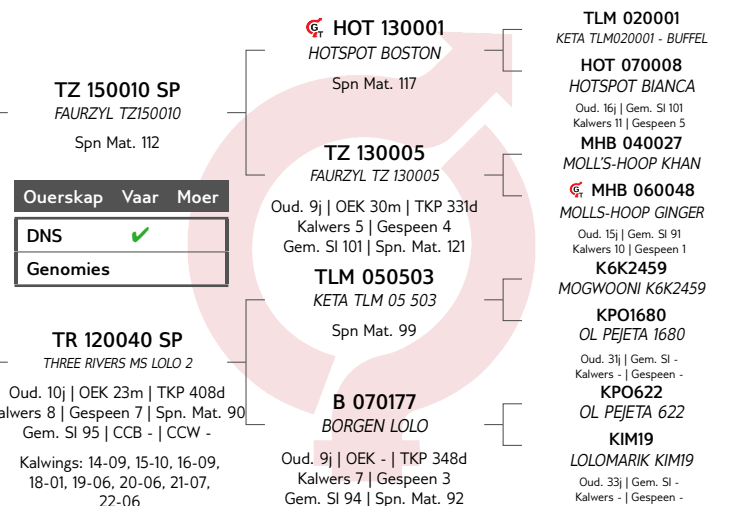 TZ 150010 SP
FAURZYL TZ150010
Spn Mat. 112
Ouerskap Vaar Moer
DNS ✔
Genomies
TR 120040 SP
THREE RIVERS MS LOLO 2
Oud. 10j | OEK 23m | TKP 408d
alwers 8 | Gespeen 7 | Spn. Mat. 90
Gem. SI 95 | CCB - | CCW -
Kalwings: 14-09, 15-10, 16-09,
18-01, 19-06, 20-06, 21-07,
22-06
GT HOT 130001
HOTSPOT BOSTON
Spn Mat. 117
TZ 130005
FAURZYL TZ 130005
Oud. 9j | OEK 30m | TKP 331d
Kalwers 5 | Gespeen 4
Gem. SI 101 | Spn. Mat. 121
TLM 050503
KETA TLM 05 503
Spn Mat. 99
B 070177
BORGEN LOLO
Oud. 9j | OEK - | TKP 348d
Kalwers 7 | Gespeen 3
Gem. SI 94 | Spn. Mat. 92
TLM 020001
KETA TLM020001 - BUFFEL
HOT 070008
HOTSPOT BIANCA
Oud. 16j | Gem. SI 101
Kalwers 11 | Gespeen 5
MHB 040027
MOLL'S-HOOP KHAN
GT MHB 060048
MOLLS-HOOP GINGER
Oud. 15j | Gem. SI 91
Kalwers 10 | Gespeen 1
K6K2459
MOGWOONI K6K2459
KPO1680
OL PEJETA 1680
Oud. 31j | Gem. SI -
Kalwers - | Gespeen -
KPO622
OL PEJETA 622
KIM19
LOLOMARIK KIM19
Oud. 33j | Gem. SI -
Kalwers - | Gespeen -